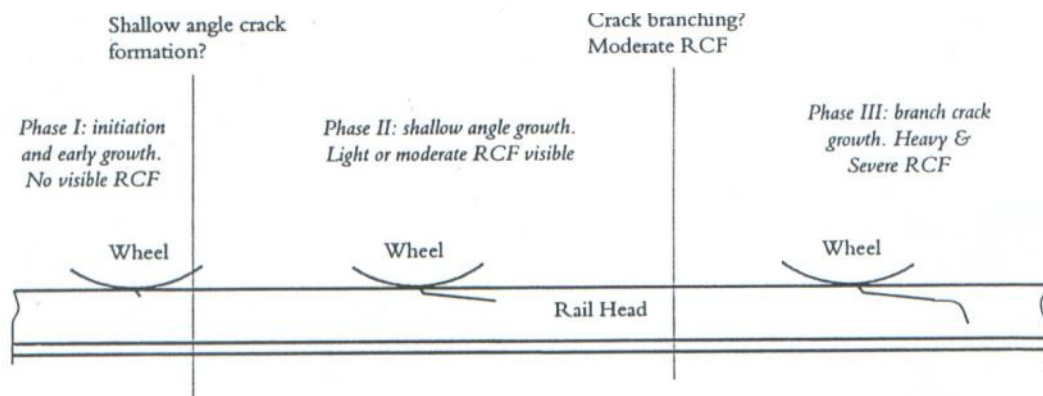 Shallow angle crack
formation?
Crack branching?
Moderate RCF
Phase I: initiation
and early growth.
No visible RCF
Phase II: shallow angle growth.
Light or moderate RCF visible
Phase III: branch crack
growth. Heavy &
Severe RCF
Wheel
Wheel
Wheel
Rail Head